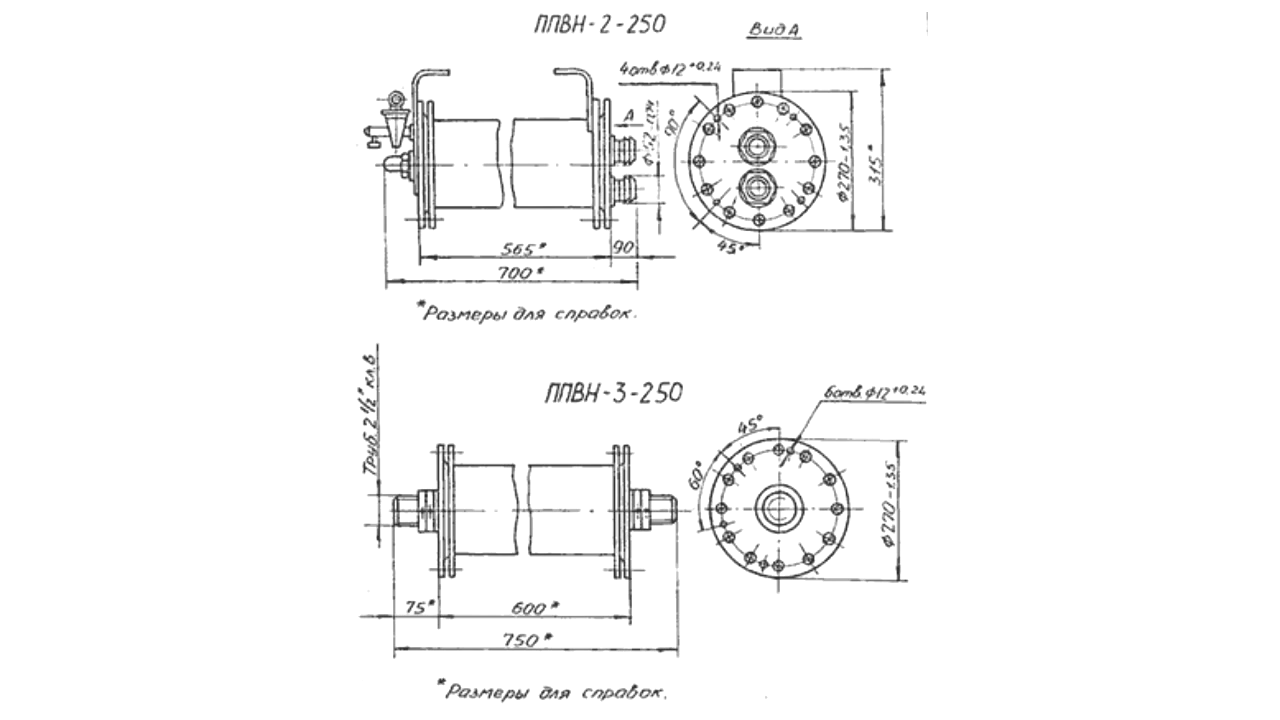 ППВН-2-250
Вид А
4отв ф12 +0,24
А
90°
ф270-1.35
315*
45°
565*
90
700*
*Размеры для справок.
ППВН-3-250
6отв. ф12 +0.24
Труб 2 1/2" кл.В
45°
60°
ф270-1.35
75*
600*
750*
*Размеры для справок.